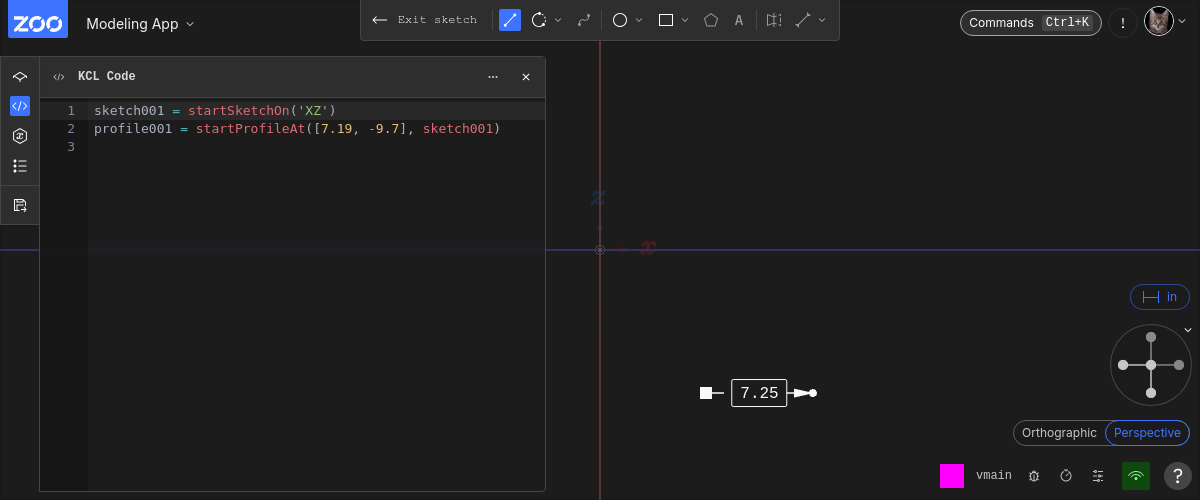 ZOO Modeling App
Exit sketch
A
Commands Ctrl+K
!
KCL Code
1 sketch001 = startSketchOn('XZ')
2 profile001 = startProfileAt([7.19, -9.7], sketch001)
3
z
x
in
7.25
Orthographic Perspective
vmain
?